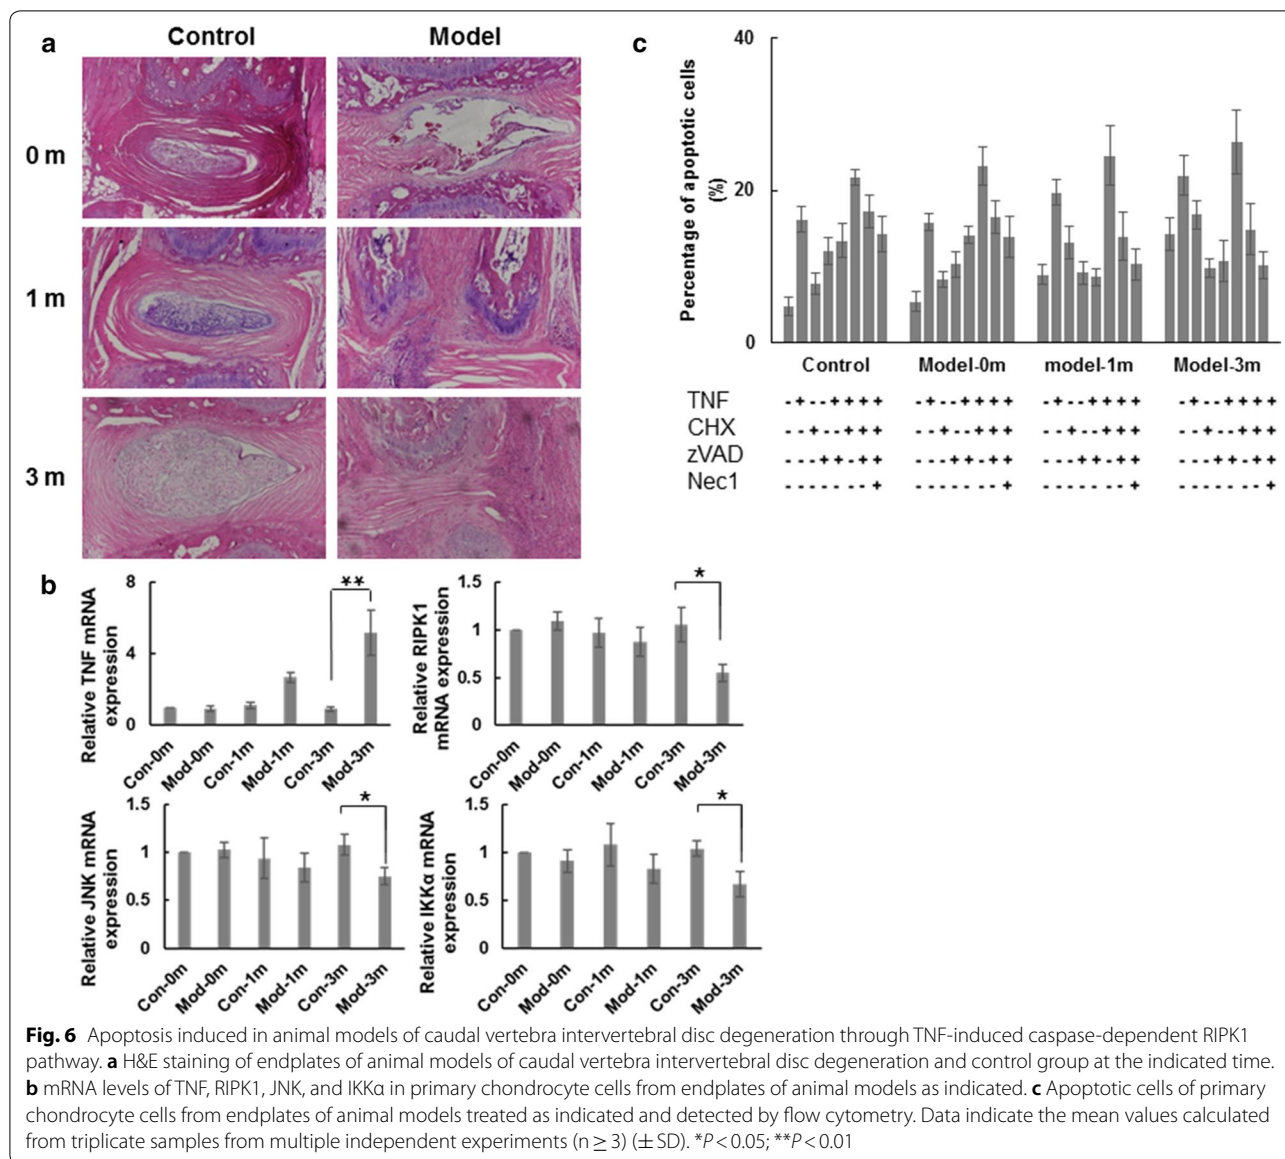 a
Control
Model
0 m
1 m
3 m
c
Percentage of apoptotic cells
(%)
40
20
0
Control
Model-0m
model-1m
Model-3m
TNF
-+--++++ -+--++++ -+--++++ -+--++++
CHX
--+--+++ --+--+++ --+--+++ --+--+++
zVAD
---++-++ ---++-++ ---++-++ ---++-++
Nec1
-------+ -------+ -------+ -------+
b
Relative TNF mRNA
expression
8
4
0
**
Con-0m
Mod-0m
Con-1m
Mod-1m
Con-3m
Mod-3m
Relative RIPK1
mRNA expression
1.5
1
0.5
0
*
Con-0m
Mod-0m
Con-1m
Mod-1m
Con-3m
Mod-3m
Relative JNK mRNA
expression
1.5
1
0.5
0
*
Con-0m
Mod-0m
Con-1m
Mod-1m
Con-3m
Mod-3m
Relative IKKα mRNA
expression
1.5
1
0.5
0
*
Con-0m
Mod-0m
Con-1m
Mod-1m
Con-3m
Mod-3m
Fig. 6 Apoptosis induced in animal models of caudal vertebra intervertebral disc degeneration through TNF-induced caspase-dependent RIPK1
pathway. a H&E staining of endplates of animal models of caudal vertebra intervertebral disc degeneration and control group at the indicated time.
b mRNA levels of TNF, RIPK1, JNK, and IKKα in primary chondrocyte cells from endplates of animal models as indicated. c Apoptotic cells of primary
chondrocyte cells from endplates of animal models treated as indicated and detected by flow cytometry. Data indicate the mean values calculated
from triplicate samples from multiple independent experiments (n ≥ 3) (± SD). *P < 0.05; **P < 0.01